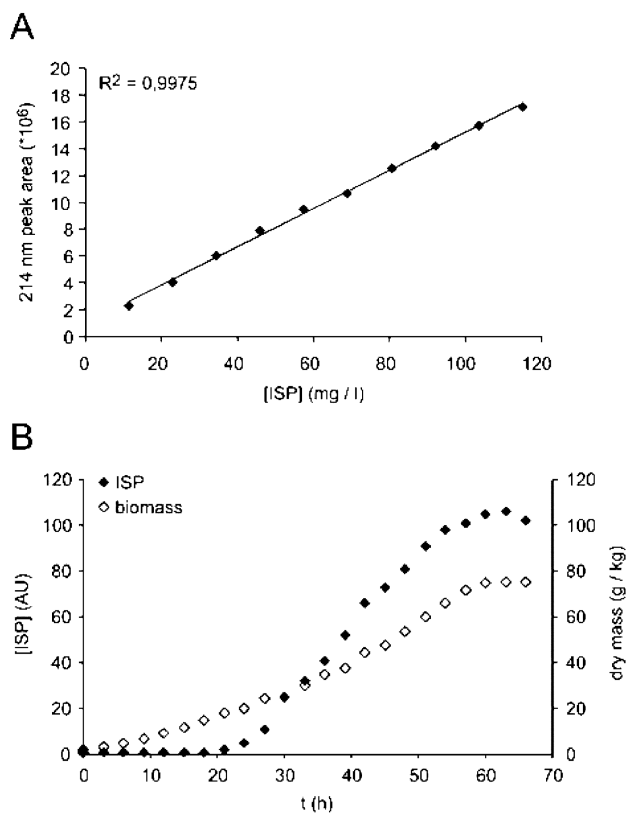 A
R² = 0,9975
20
18
16
14
12
10
8
6
4
2
0
214 nm peak area (*10⁶)
0 20 40 60 80 100 120
[ISP] (mg / l)
B
ISP
biomass
120
100
80
60
40
20
0
[ISP] (AU)
120
100
80
60
40
20
0
dry mass (g / kg)
0 10 20 30 40 50 60 70
t (h)